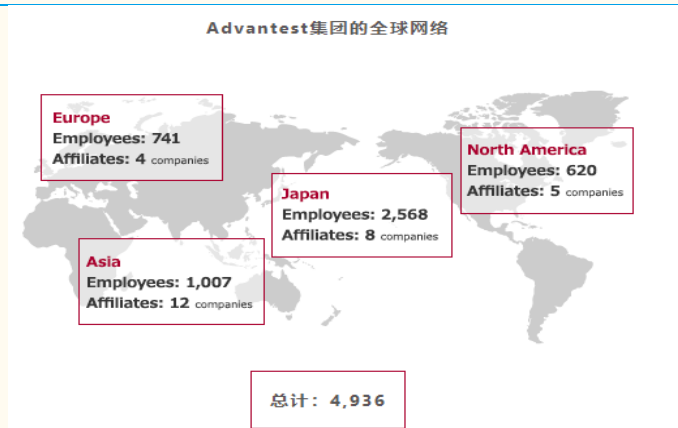 Advantest集团的全球网络
Europe
Employees: 741
Affiliates: 4 companies
North America
Employees: 620
Affiliates: 5 companies
Japan
Employees: 2,568
Affiliates: 8 companies
Asia
Employees: 1,007
Affiliates: 12 companies
总计：4,936